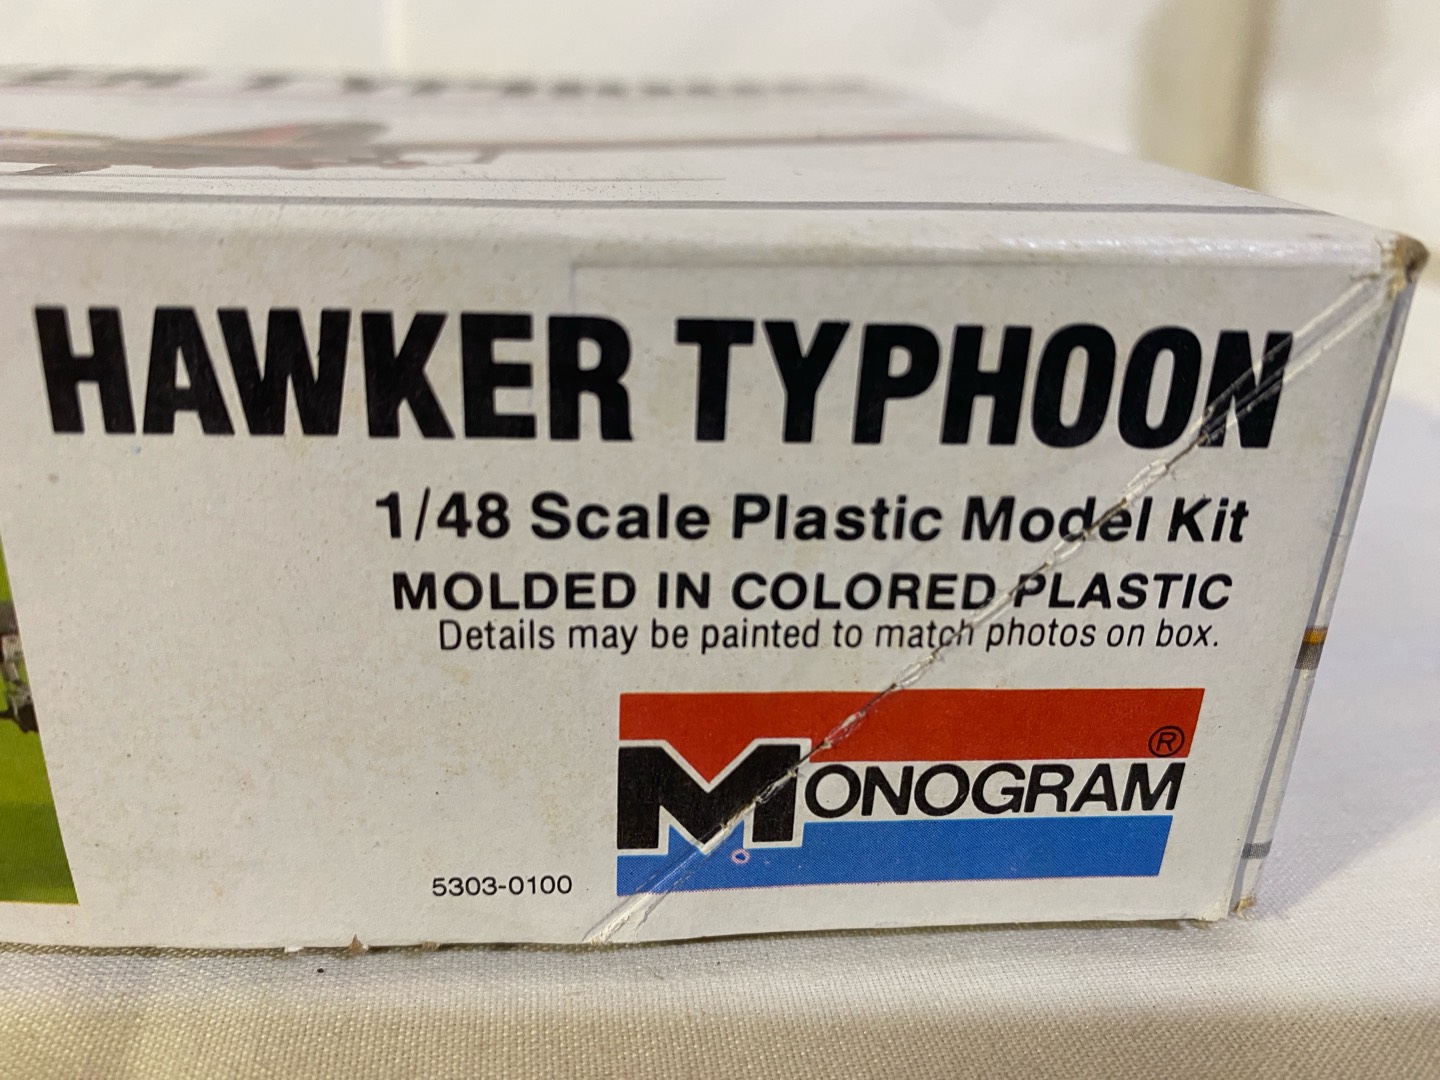 HAWKER TYPHOON
1/48 Scale Plastic Model Kit
MOLDED IN COLORED PLASTIC
Details may be painted to match photos on box.
MONOGRAM®
5303-0100